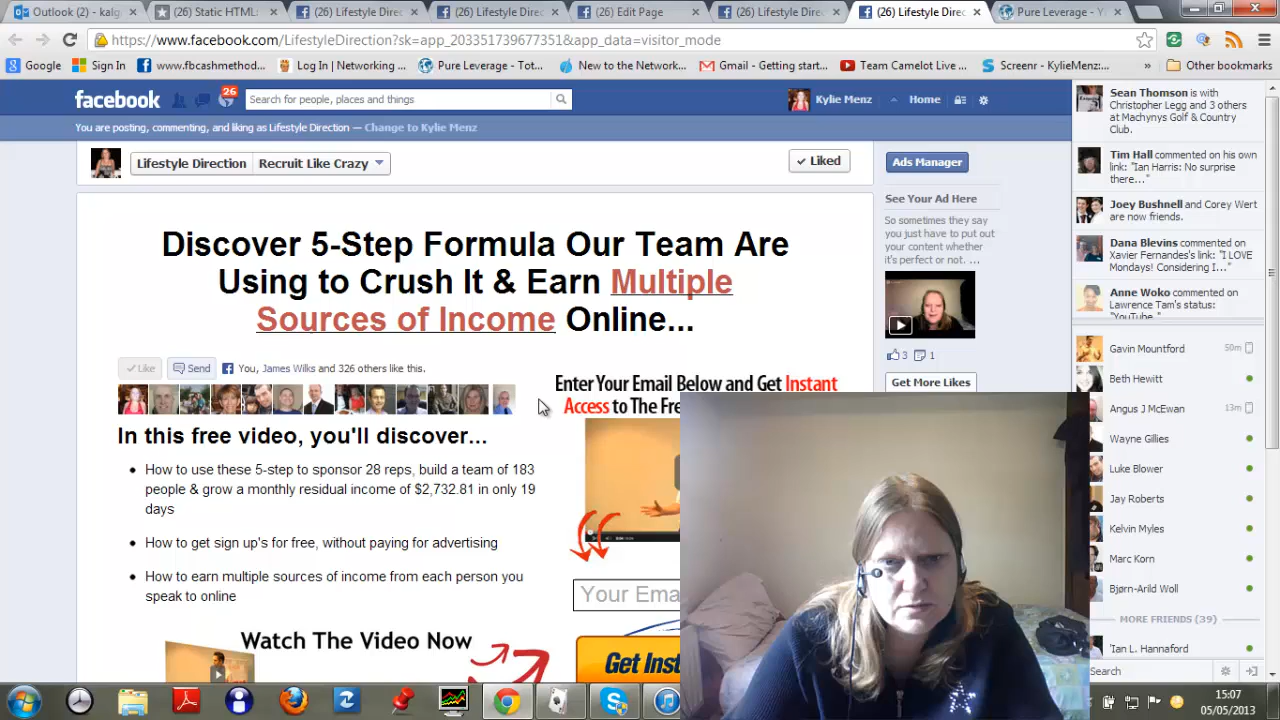 Outlook (2) - kalg
(26) Static HTML:
(26) Lifestyle Direction
(26) Lifestyle Direction
(26) Edit Page
(26) Lifestyle Direction
(26) Lifestyle Direction
Pure Leverage - Y
https://www.facebook.com/LifestyleDirection?sk=app_203351739677351&app_data=visitor_mode
Google
Sign In
www.fbcashmethod...
Log In | Networking ...
Pure Leverage - Tot...
New to the Network...
Gmail - Getting start...
Team Camelot Live ...
Screenr - KylieMenz:...
»
Other bookmarks
facebook
26
Search for people, places and things
Kylie Menz
Home
You are posting, commenting, and liking as Lifestyle Direction — Change to Kylie Menz
Lifestyle Direction
Recruit Like Crazy
Liked
Discover 5-Step Formula Our Team Are
Using to Crush It & Earn Multiple
Sources of Income Online...
Like
Send
You, James Wilks and 326 others like this.
In this free video, you'll discover...
How to use these 5-step to sponsor 28 reps, build a team of 183
people & grow a monthly residual income of $2,732.81 in only 19
days
How to get sign up's for free, without paying for advertising
How to earn multiple sources of income from each person you
speak to online
Watch The Video Now
Enter Your Email Below and Get Instant
Access to The Fre
Your Ema
Get Inst
Ads Manager
See Your Ad Here
So sometimes they say
you just have to put out
your content whether
it's perfect or not. ...
3
1
Get More Likes
Sean Thomson is with
Christopher Legg and 3 others
at Machynys Golf & Country
Club.
Tim Hall commented on his own
link: "Ian Harris: No surprise
there..."
Joey Bushnell and Corey Wert
are now friends.
Dana Blevins commented on
Xavier Fernandes's link: "I LOVE
Mondays! Considering I..."
Anne Woko commented on
Lawrence Tam's status:
"YouTube
Gavin Mountford
50m
Beth Hewitt
Angus J McEwan
13m
Wayne Gillies
Luke Blower
Jay Roberts
Kelvin Myles
Marc Korn
Bjørn-Arild Woll
MORE FRIENDS (39)
Ian L. Hannaford
Search
15:07
05/05/2013